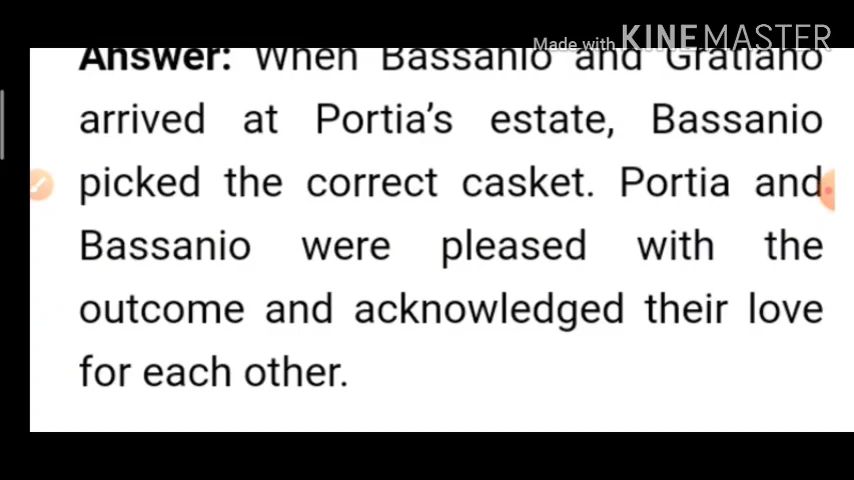 Made with KINEMASTER
Answer: When Bassanio and Gratiano
arrived at Portia’s estate, Bassanio
picked the correct casket. Portia and
Bassanio were pleased with the
outcome and acknowledged their love
for each other.